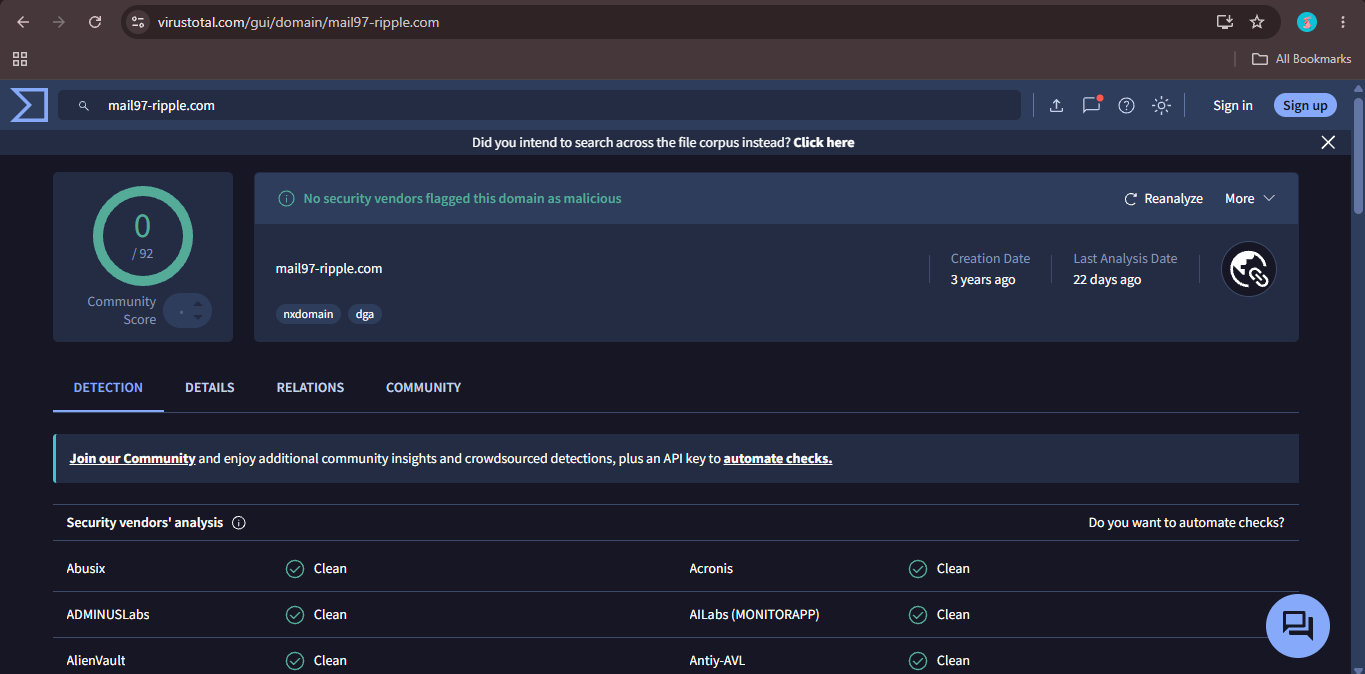 virustotal.com/gui/domain/mail97-ripple.com
All Bookmarks
mail97-ripple.com
Sign in
Sign up
Did you intend to search across the file corpus instead? Click here
0
/ 92
Community
Score
No security vendors flagged this domain as malicious
Reanalyze
More
mail97-ripple.com
Creation Date
3 years ago
Last Analysis Date
22 days ago
nxdomain
dga
DETECTION
DETAILS
RELATIONS
COMMUNITY
Join our Community and enjoy additional community insights and crowdsourced detections, plus an API key to automate checks.
Security vendors' analysis
Do you want to automate checks?
Abusix
Clean
Acronis
Clean
ADMINUSLabs
Clean
AILabs (MONITORAPP)
Clean
AlienVault
Clean
Antiy-AVL
Clean